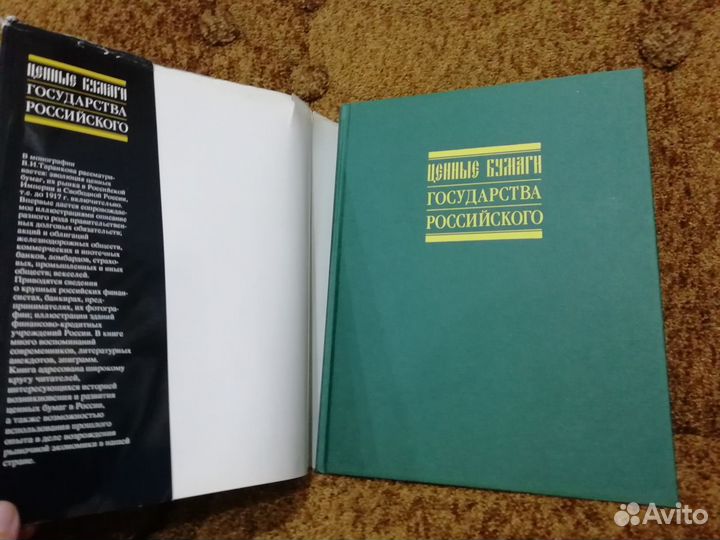 ЦЕННЫЕ БУМАГИ
ГОСУДАРСТВА
РОССИЙСКОГО
В монографии
В.И.Таранкова рассматри-
вается: эволюция ценных
бумаг, их рынка в Российской
Империи и Свободной России,
т.е. до 1917 г. включительно.
Впервые дается сопровождае-
мое иллюстрациями описание
разного рода правительствен-
ных долговых обязательств;
акций и облигаций
железнодорожных обществ,
коммерческих и ипотечных
банков, ломбардов, страхо-
вых, промышленных и иных
обществ; векселей.
Приводятся сведения
о крупных российских финан-
систах, банкирах, пред-
принимателях, их фотогра-
фии; иллюстрации зданий
финансово-кредитных
учреждений России. В книге
много воспоминаний
современников, литературных
анекдотов, эпиграмм.
Книга адресована широкому
кругу читателей,
интересующихся историей
возникновения и развития
ценных бумаг в России,
а также возможностью
использования прошлого
опыта в деле возрождения
рыночной экономики в нашей
стране.
ЦЕННЫЕ БУМАГИ
ГОСУДАРСТВА
РОССИЙСКОГО
Avito